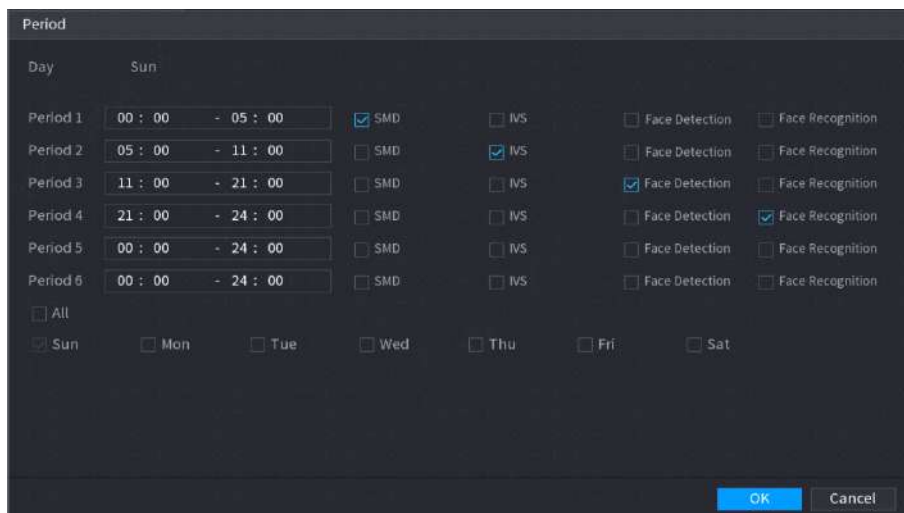 Period
Day Sun
Period 1 00 : 00 - 05 : 00 SMD IVS Face Detection Face Recognition
Period 2 05 : 00 - 11 : 00 SMD IVS Face Detection Face Recognition
Period 3 11 : 00 - 21 : 00 SMD IVS Face Detection Face Recognition
Period 4 21 : 00 - 24 : 00 SMD IVS Face Detection Face Recognition
Period 5 00 : 00 - 24 : 00 SMD IVS Face Detection Face Recognition
Period 6 00 : 00 - 24 : 00 SMD IVS Face Detection Face Recognition
All
Sun Mon Tue Wed Thu Fri Sat
OK Cancel